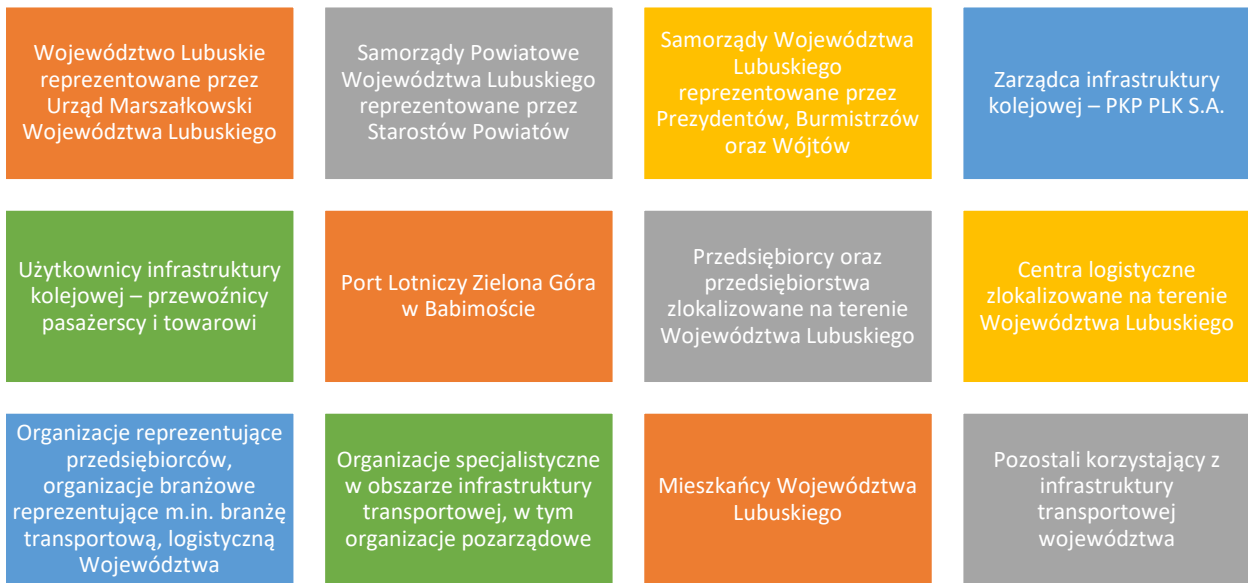 Województwo Lubuskie
reprezentowane przez
Urząd Marszałkowski
Województwa Lubuskiego
Samorządy Powiatowe
Województwa Lubuskiego
reprezentowane przez
Starostów Powiatów
Samorządy Województwa
Lubuskiego
reprezentowane przez
Prezydentów, Burmistrzów
oraz Wójtów
Zarządca infrastruktury
kolejowej – PKP PLK S.A.
Użytkownicy infrastruktury
kolejowej – przewoźnicy
pasażerscy i towarowi
Port Lotniczy Zielona Góra
w Babimoście
Przedsiębiorcy oraz
przedsiębiorstwa
zlokalizowane na terenie
Województwa Lubuskiego
Centra logistyczne
zlokalizowane na terenie
Województwa Lubuskiego
Organizacje reprezentujące
przedsiębiorców,
organizacje branżowe
reprezentujące m.in. branżę
transportową, logistyczną
Województwa
Organizacje specjalistyczne
w obszarze infrastruktury
transportowej, w tym
organizacje pozarządowe
Mieszkańcy Województwa
Lubuskiego
Pozostali korzystający z
infrastruktury
transportowej
województwa